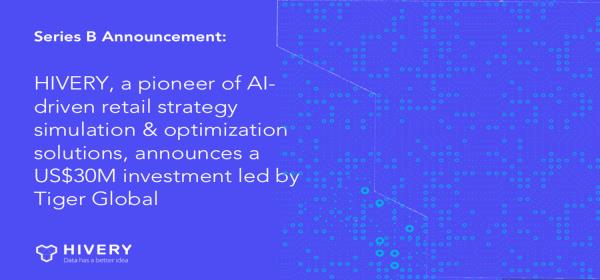 Series B Announcement:
HIVERY, a pioneer of AI-
driven retail strategy
simulation & optimization
solutions, announces a
US$30M investment led by
Tiger Global
HIVERY
Data has a better idea